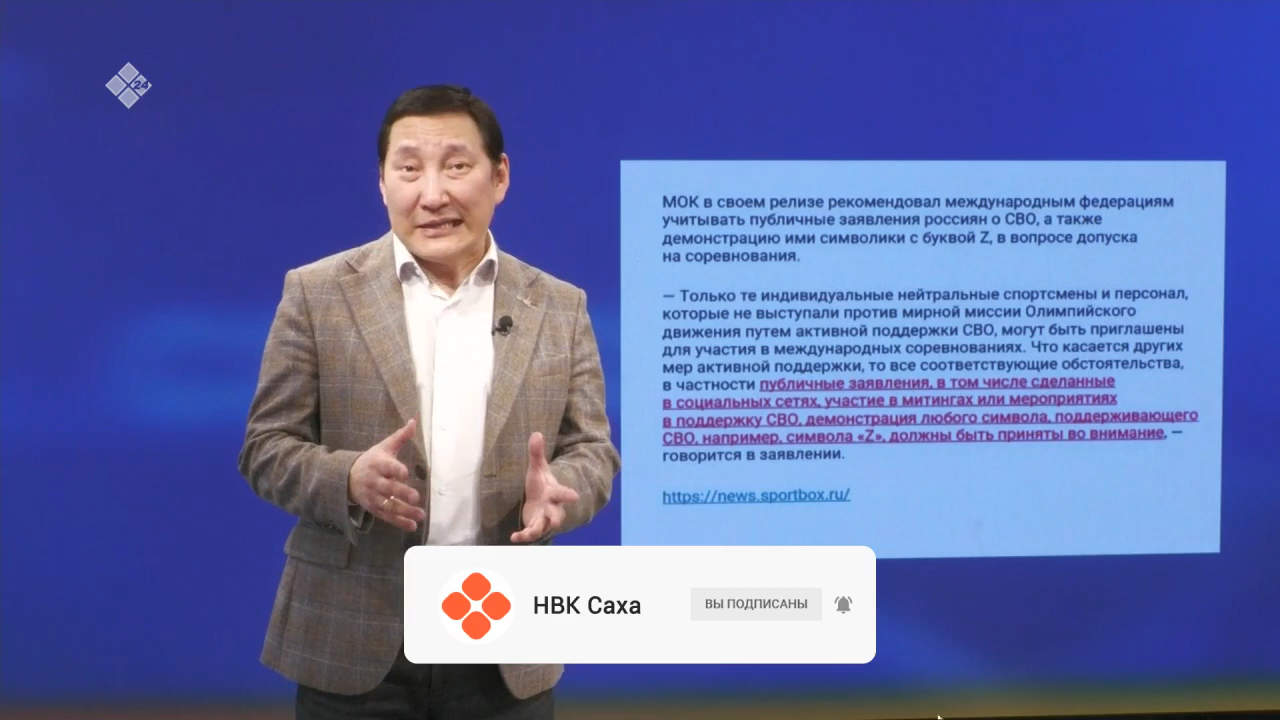 24
МОК в своем релизе рекомендовал международным федерациям
учитывать публичные заявления россиян о СВО, а также
демонстрацию ими символики с буквой Z, в вопросе допуска
на соревнования.
— Только те индивидуальные нейтральные спортсмены и персонал,
которые не выступали против мирной миссии Олимпийского
движения путем активной поддержки СВО, могут быть приглашены
для участия в международных соревнованиях. Что касается других
мер активной поддержки, то все соответствующие обстоятельства,
в частности публичные заявления, в том числе сделанные
в социальных сетях, участие в митингах или мероприятиях
в поддержку СВО, демонстрация любого символа, поддерживающего
СВО, например, символа «Z», должны быть приняты во внимание, —
говорится в заявлении.
https://news.sportbox.ru/
НВК Саха
ВЫ ПОДПИСАНЫ